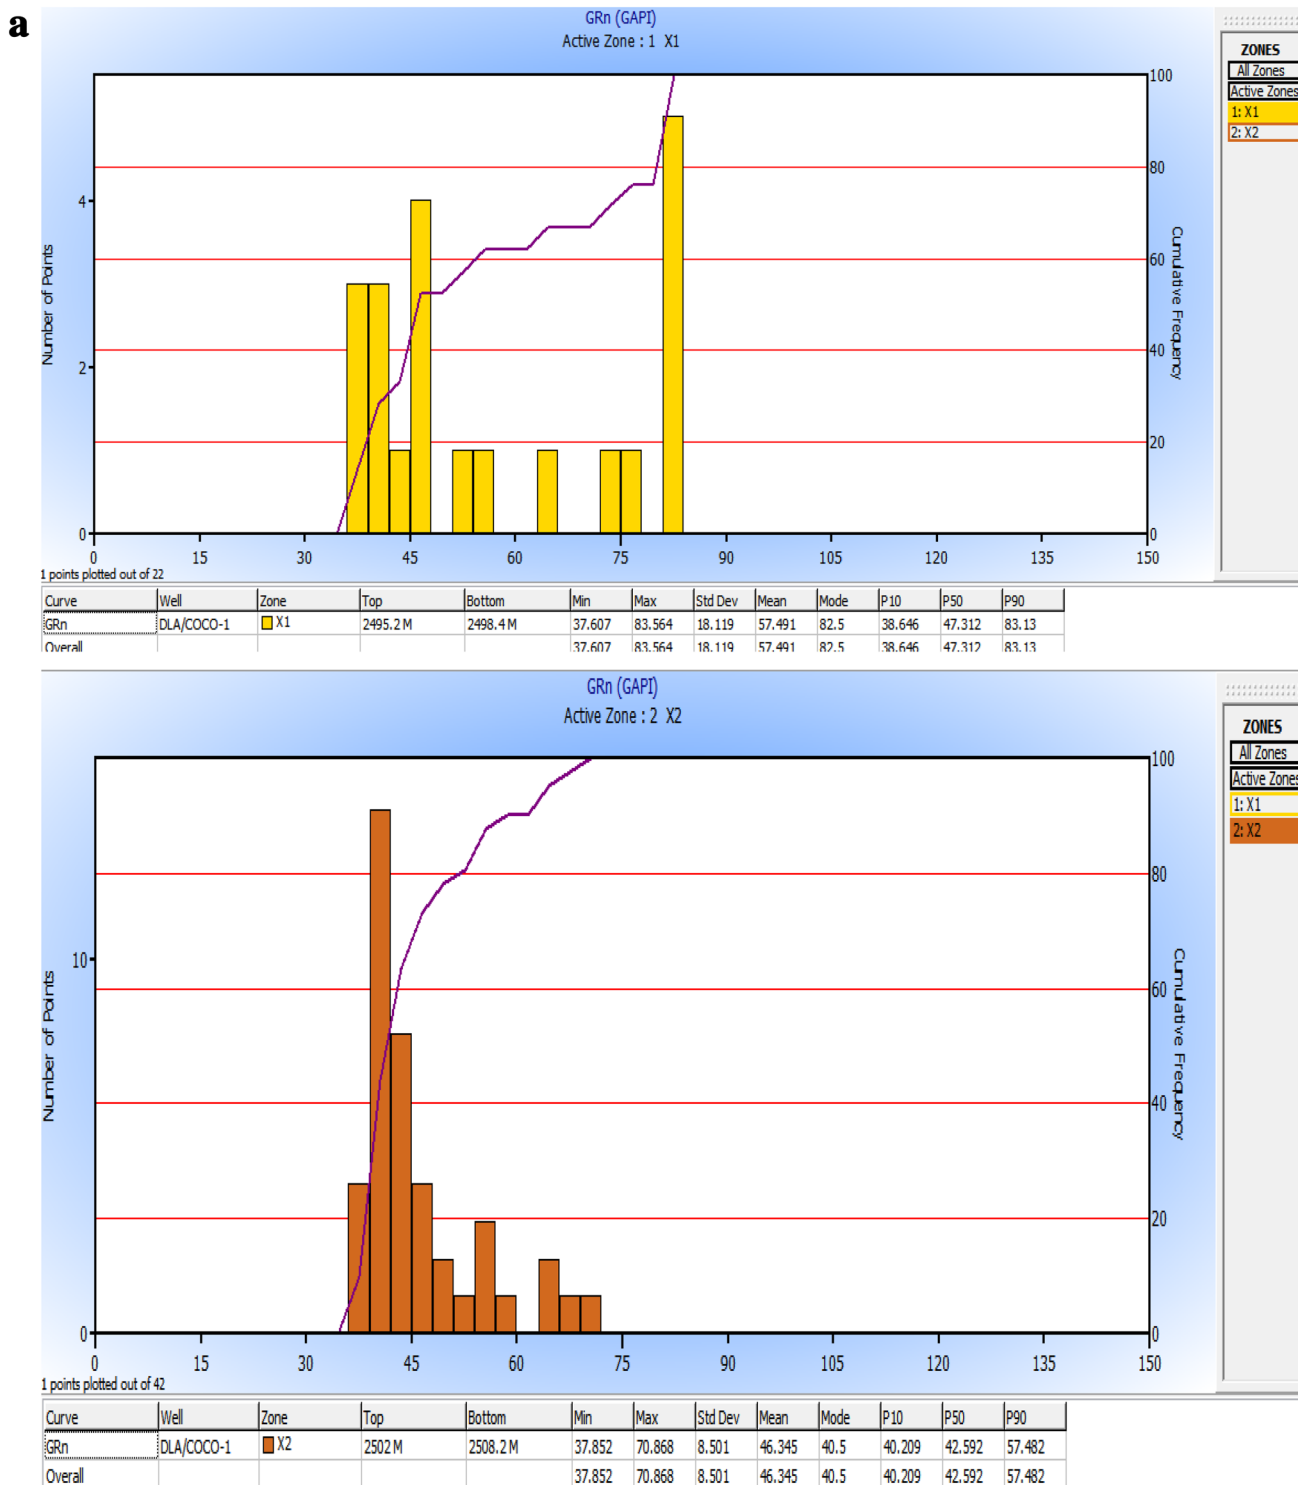 a
GRn (GAPI)
Active Zone : 1 X1
ZONES
All Zones
Active Zones
1: X1
2: X2
Number of Points
4
2
0
Cumulative Frequency
100
80
60
40
20
0
0 15 30 45 60 75 90 105 120 135 150
1 points plotted out of 22
Curve Well Zone Top Bottom Min Max Std Dev Mean Mode P10 P50 P90
GRn DLA/COCO-1 X1 2495.2 M 2498.4 M 37.607 83.564 18.119 57.491 82.5 38.646 47.312 83.13
Overall 37.607 83.564 18.119 57.491 82.5 38.646 47.312 83.13
GRn (GAPI)
Active Zone : 2 X2
ZONES
All Zones
Active Zones
1: X1
2: X2
Number of Points
10
0
Cumulative Frequency
100
80
60
40
20
0
0 15 30 45 60 75 90 105 120 135 150
1 points plotted out of 42
Curve Well Zone Top Bottom Min Max Std Dev Mean Mode P10 P50 P90
GRn DLA/COCO-1 X2 2502 M 2508.2 M 37.852 70.868 8.501 46.345 40.5 40.209 42.592 57.482
Overall 37.852 70.868 8.501 46.345 40.5 40.209 42.592 57.482